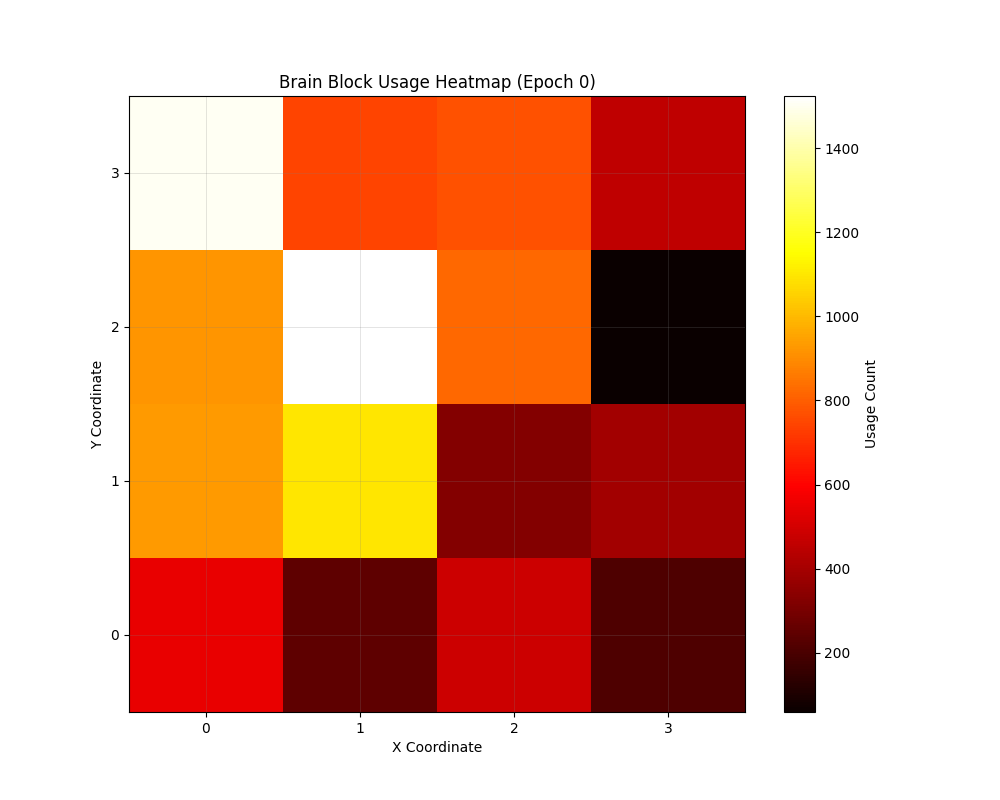 Brain Block Usage Heatmap (Epoch 0)
3
2
1
0
Y Coordinate
0 1 2 3
X Coordinate
1400
1200
1000
800
600
400
200
Usage Count